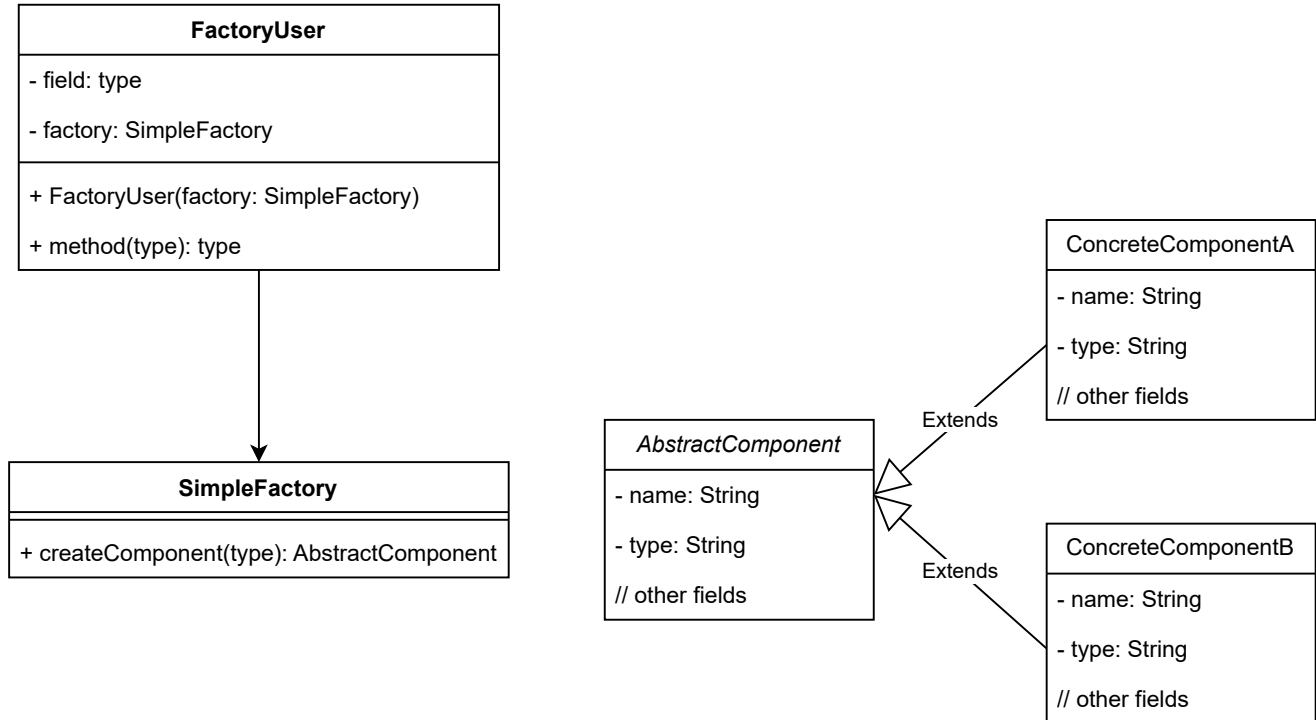 FactoryUser
- field: type
- factory: SimpleFactory
+ FactoryUser(factory: SimpleFactory)
+ method(type): type
SimpleFactory
+ createComponent(type): AbstractComponent
AbstractComponent
- name: String
- type: String
// other fields
Extends
Extends
ConcreteComponentA
- name: String
- type: String
// other fields
ConcreteComponentB
- name: String
- type: String
// other fields